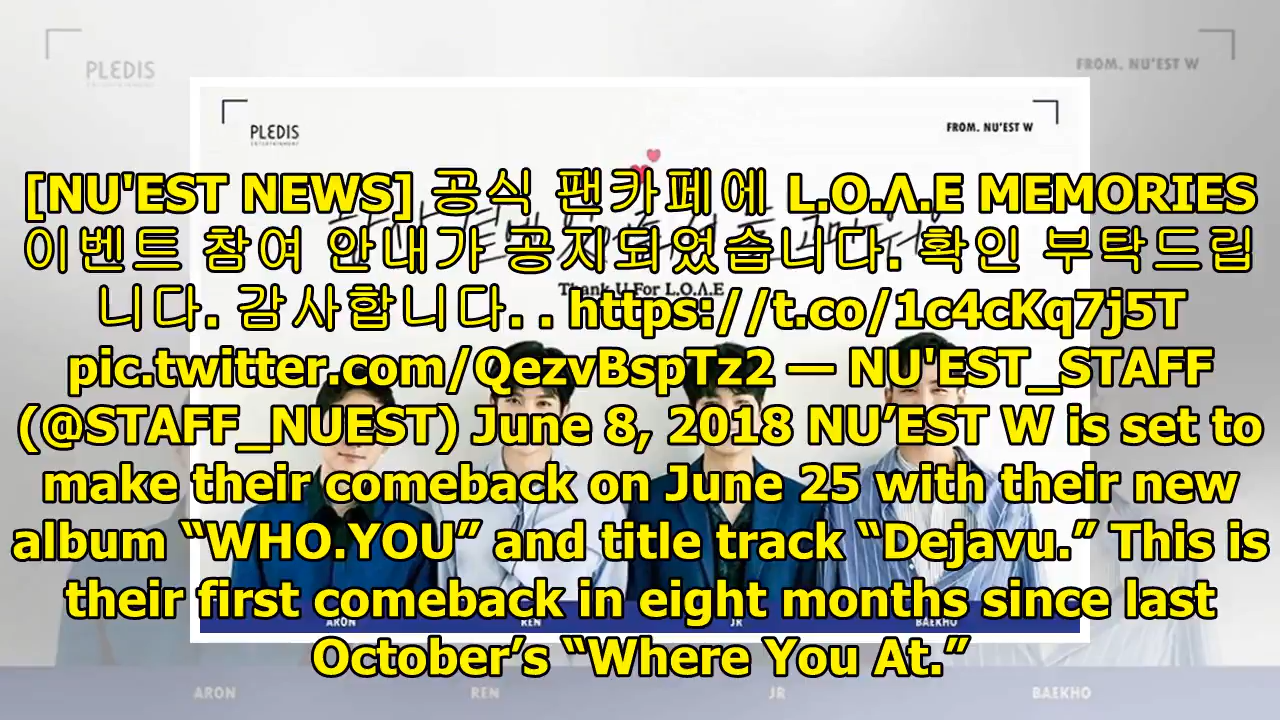 PLEDIS
ENTERTAINMENT
FROM. NU'EST W
PLEDIS
ENTERTAINMENT
FROM. NU'EST W
[NU'EST NEWS] 공식 팬카페에 L.O.Λ.E MEMORIES
이벤트 참여 안내가 공지되었습니다. 확인 부탁드립
니다. 감사합니다. . https://t.co/1c4cKq7j5T
pic.twitter.com/QezvBspTz2 — NU'EST_STAFF
(@STAFF_NUEST) June 8, 2018 NU’EST W is set to
make their comeback on June 25 with their new
album “WHO.YOU” and title track “Dejavu.” This is
their first comeback in eight months since last
October’s “Where You At.”
Thank U For L.O.Λ.E
ARON REN JR BAEKHO
ARON REN JR BAEKHO